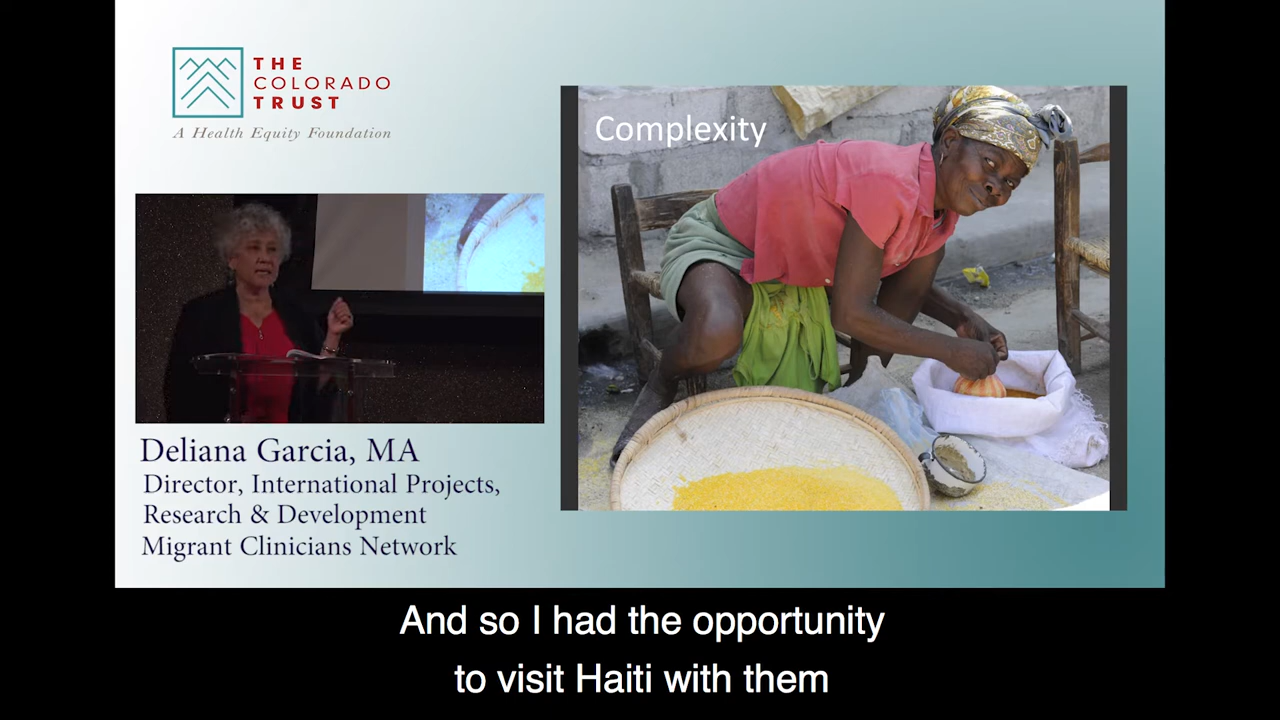 THE
COLORADO
TRUST
A Health Equity Foundation
Complexity
Deliana Garcia, MA
Director, International Projects,
Research & Development
Migrant Clinicians Network
And so I had the opportunity
to visit Haiti with them